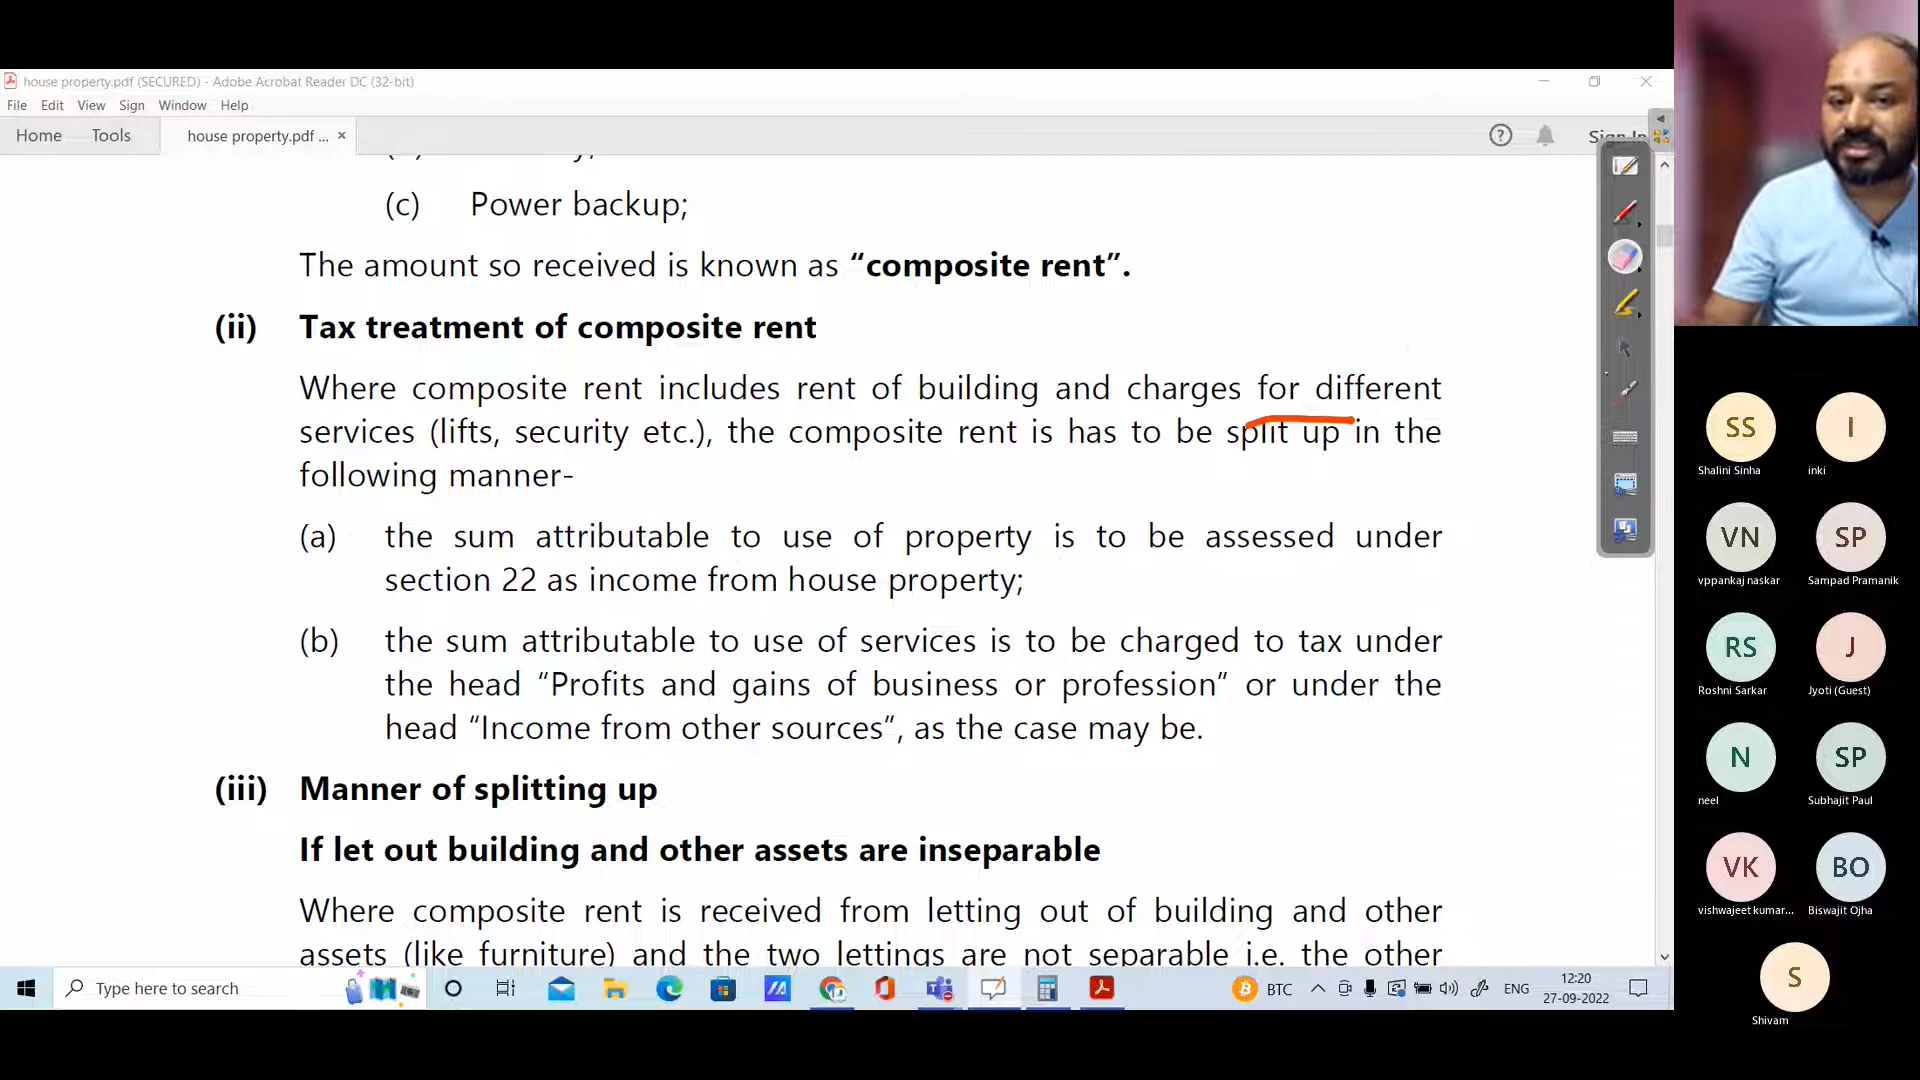 house property.pdf (SECURED) - Adobe Acrobat Reader DC (32-bit)
File Edit View Sign Window Help
Home Tools house property.pdf ... × Sign In
(c) Power backup;
The amount so received is known as “composite rent”.
(ii) Tax treatment of composite rent
Where composite rent includes rent of building and charges for different
services (lifts, security etc.), the composite rent is has to be split up in the
following manner-
(a) the sum attributable to use of property is to be assessed under
section 22 as income from house property;
(b) the sum attributable to use of services is to be charged to tax under
the head “Profits and gains of business or profession” or under the
head “Income from other sources”, as the case may be.
(iii) Manner of splitting up
If let out building and other assets are inseparable
Where composite rent is received from letting out of building and other
assets (like furniture) and the two lettings are not separable i.e. the other
Type here to search
BTC
ENG
12:20
27-09-2022
SS I
Shalini Sinha inki
VN SP
vppankaj naskar Sampad Pramanik
RS J
Roshni Sarkar Jyoti (Guest)
N SP
neel Subhajit Paul
VK BO
vishwajeet kumar... Biswajit Ojha
S
Shivam